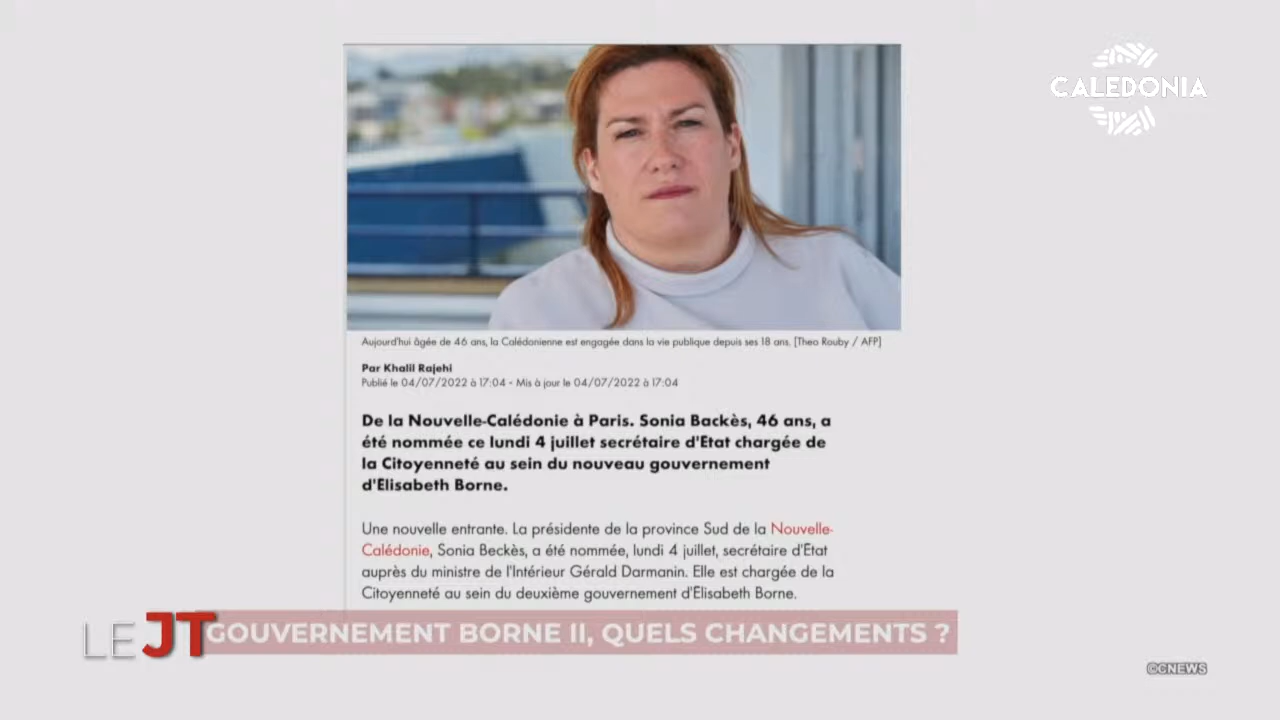 CALEDONIA
Aujourd'hui âgée de 46 ans, la Calédonienne est engagée dans la vie publique depuis ses 18 ans. [Theo Rouby / AFP]
Par Khalil Rajehi
Publié le 04/07/2022 à 17:04 - Mis à jour le 04/07/2022 à 17:04
De la Nouvelle-Calédonie à Paris. Sonia Backès, 46 ans, a
été nommée ce lundi 4 juillet secrétaire d'Etat chargée de
la Citoyenneté au sein du nouveau gouvernement
d'Elisabeth Borne.
Une nouvelle entrante. La présidente de la province Sud de la Nouvelle-
Calédonie, Sonia Beckès, a été nommée, lundi 4 juillet, secrétaire d'Etat
auprès du ministre de l'Intérieur Gérald Darmanin. Elle est chargée de la
Citoyenneté au sein du deuxième gouvernement d'Elisabeth Borne.
LE JT GOUVERNEMENT BORNE II, QUELS CHANGEMENTS ?
©CNEWS